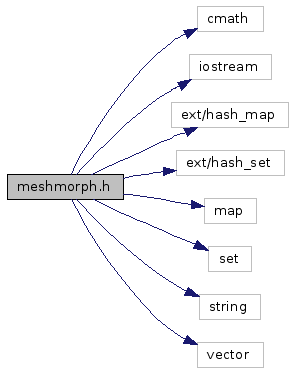 cmath
iostream
ext/hash_map
ext/hash_set
meshmorph.h
map
set
string
vector